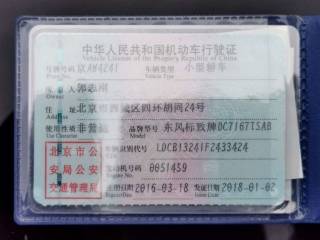 中华人民共和国机动车行驶证
Vehicle License of the People's Republic of China
号牌号码 京AW4241 车辆类型 小型轿车
Plate No. Vehicle Type
所有人 郭志刚
Owner
住址 北京市西城区四环胡同24号
Address
使用性质 非营运 品牌型号 东风标致牌DC7167TSAB
北京市公 车辆识别代号 LDCB13241F2433424
安局公安 发动机号码 0051459
Engine No.
交通管理局 注册日期 2016-03-18 发证日期 2018-01-02